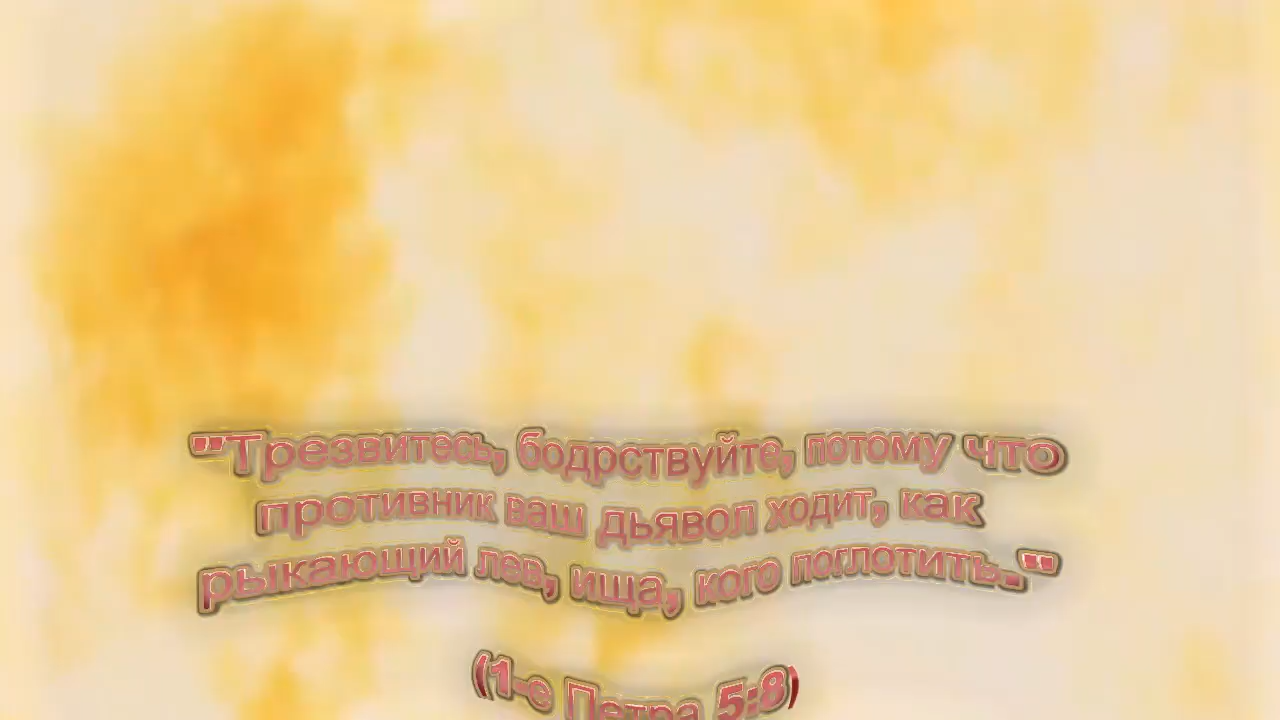 "Трезвитесь, бодрствуйте, потому что
противник ваш дьявол ходит, как
рыкающий лев, ища, кого поглотить."
(1-е Петра 5:8)